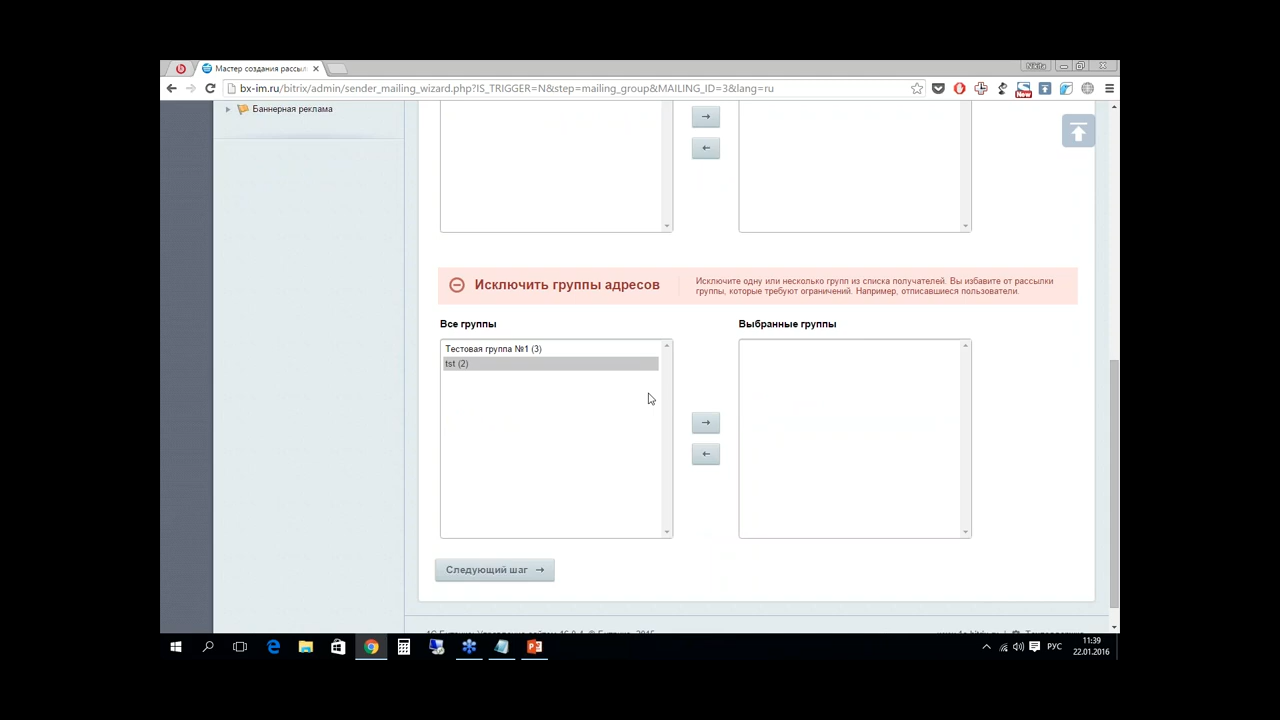 Мастер создания рассыл
Nikita
bx-im.ru/bitrix/admin/sender_mailing_wizard.php?IS_TRIGGER=N&step=mailing_group&MAILING_ID=3&lang=ru
New
Баннерная реклама
Исключить группы адресов
Исключите одну или несколько групп из списка получателей. Вы избавите от рассылки
группы, которые требуют ограничений. Например, отписавшиеся пользователи.
Все группы
Выбранные группы
Тестовая группа №1 (3)
tst (2)
Следующий шаг
РУС
11:39
22.01.2016